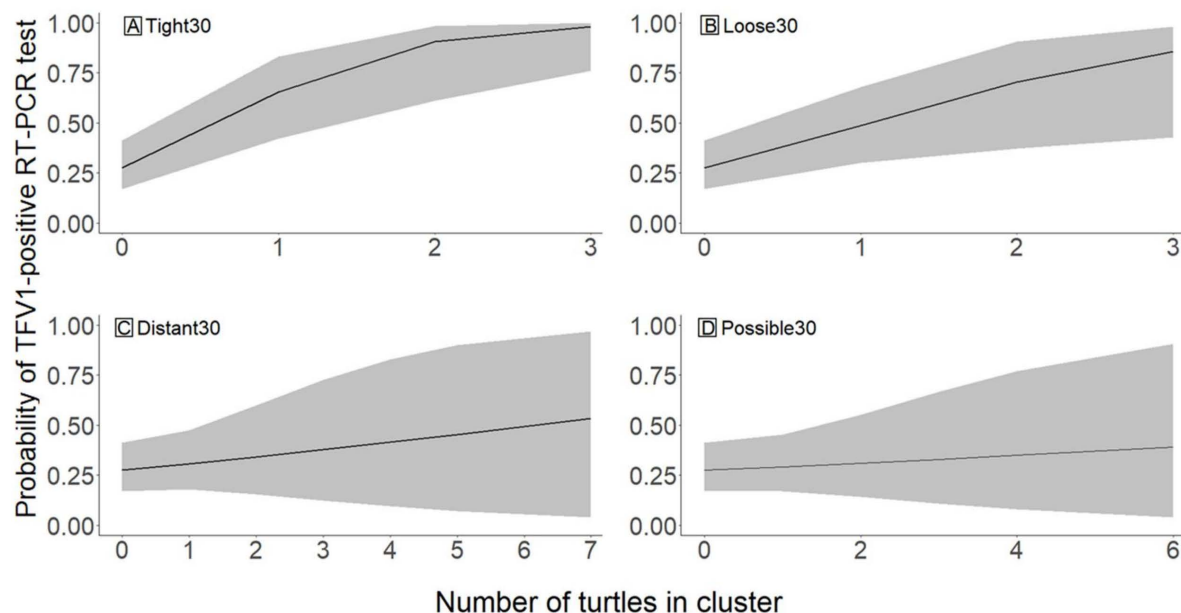 Probability of TFV1-positive RT-PCR test
A Tight30
1.00
0.75
0.50
0.25
0.00
0 1 2 3
B Loose30
1.00
0.75
0.50
0.25
0.00
0 1 2 3
C Distant30
1.00
0.75
0.50
0.25
0.00
0 1 2 3 4 5 6 7
D Possible30
1.00
0.75
0.50
0.25
0.00
0 2 4 6
Number of turtles in cluster